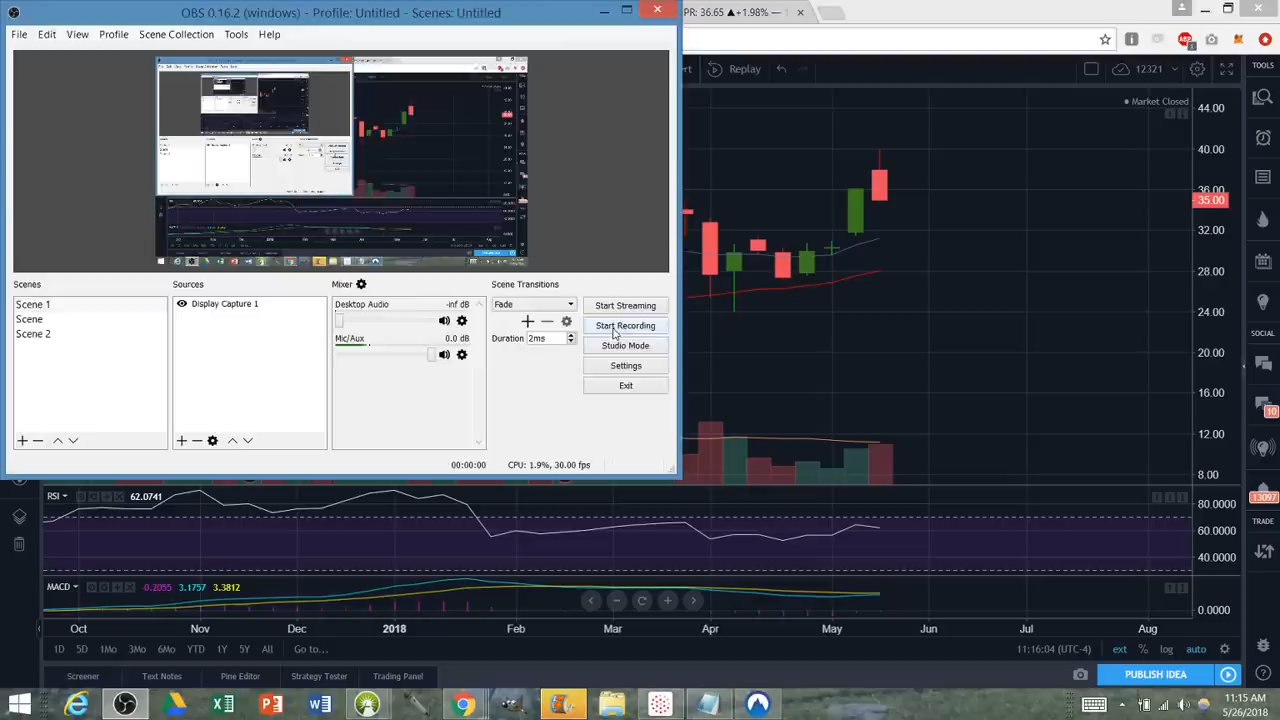 OBS 0.16.2 (windows) - Profile: Untitled - Scenes: Untitled
PR: 36.65 ▲+1.98%
File Edit View Profile Scene Collection Tools Help
Replay
12321
TOOLS
Market Closed
44.00
40.00
36.00
35.00
32.00
28.00
24.00
20.00
16.00
12.00
8.00
Scenes
Scene 1
Scene
Scene 2
Sources
Display Capture 1
Mixer
Desktop Audio -inf dB
Mic/Aux 0.0 dB
Scene Transitions
Fade
Duration 2ms
Start Streaming
Start Recording
Studio Mode
Settings
Exit
00:00:00 CPU: 1.9%, 30.00 fps
SOCIAL
10
13097
TRADE
RSI 62.0741
80.0000
60.0000
40.0000
MACD -0.2055 3.1757 3.3812
0.0000
Oct Nov Dec 2018 Feb Mar Apr May Jun Jul Aug
1D 5D 1Mo 3Mo 6Mo YTD 1Y 5Y All Go to...
11:16:04 (UTC-4) ext % log auto
Screener Text Notes Pine Editor Strategy Tester Trading Panel
PUBLISH IDEA
11:15 AM
5/26/2018